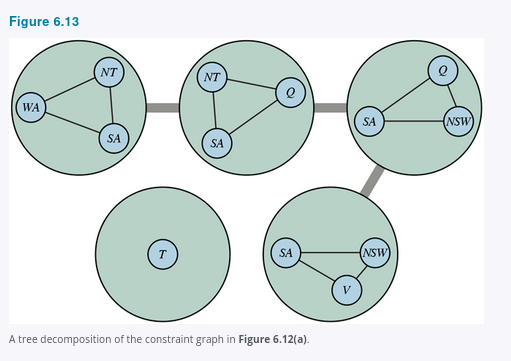 Figure 6.13
NT
WA
SA
NT
Q
SA
Q
SA
NSW
T
SA
NSW
V
A tree decomposition of the constraint graph in Figure 6.12(a).